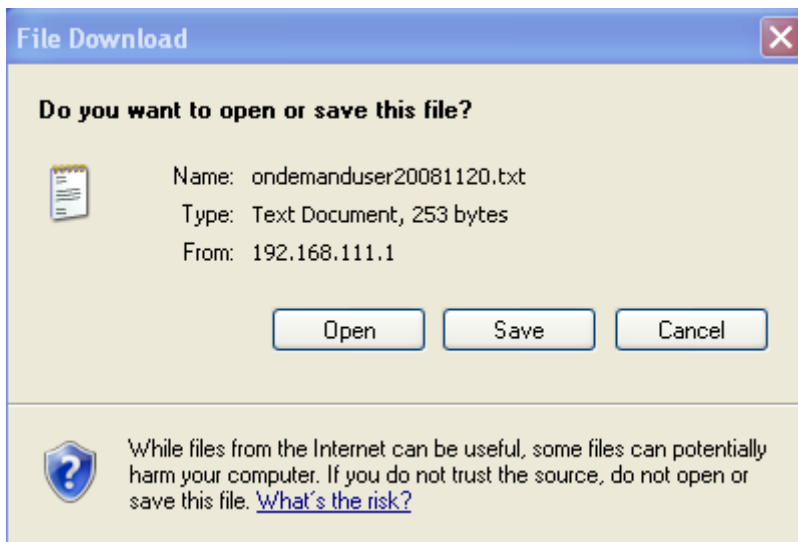 File Download
Do you want to open or save this file?
Name: ondemanduser20081120.txt
Type: Text Document, 253 bytes
From: 192.168.111.1
Open Save Cancel
While files from the Internet can be useful, some files can potentially
harm your computer. If you do not trust the source, do not open or
save this file. What's the risk?